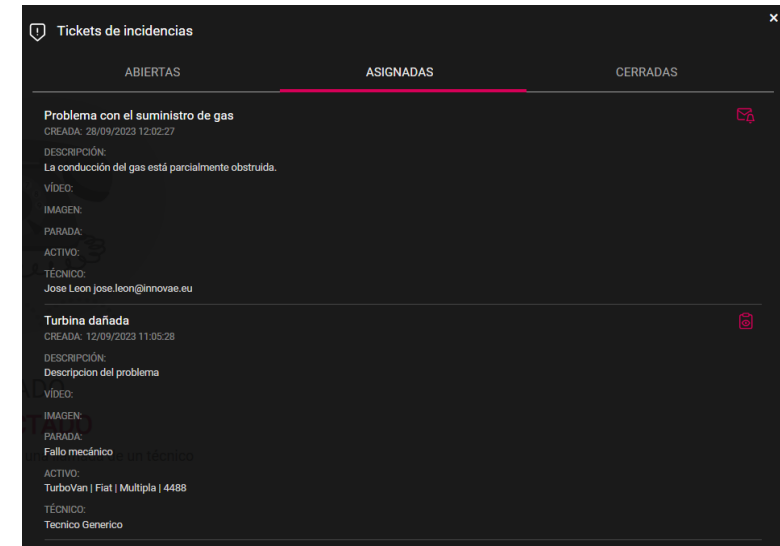 Tickets de incidencias
×
ABIERTAS
ASIGNADAS
CERRADAS
Problema con el suministro de gas
CREADA: 28/09/2023 12:02:27
DESCRIPCIÓN:
La conducción del gas está parcialmente obstruida.
VÍDEO:
IMAGEN:
PARADA:
ACTIVO:
TÉCNICO:
Jose Leon jose.leon@innovae.eu
Turbina dañada
CREADA: 12/09/2023 11:05:28
DESCRIPCIÓN:
Descripcion del problema
VÍDEO:
IMAGEN:
PARADA:
Fallo mecánico
de un técnico
ACTIVO:
TurboVan | Fiat | Multipla | 4488
TÉCNICO:
Tecnico Generico